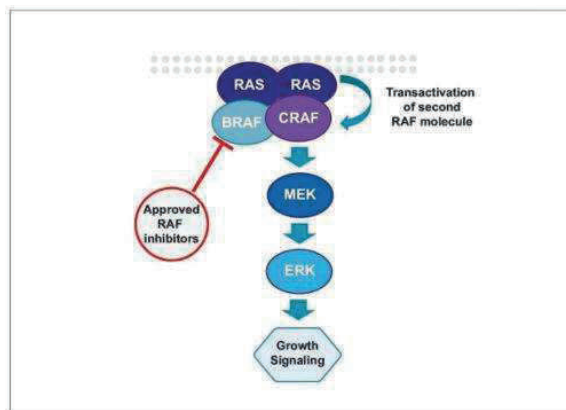 RAS RAS
Transactivation
of second
RAF molecule
BRAF CRAF
MEK
Approved
RAF
inhibitors
ERK
Growth
Signaling